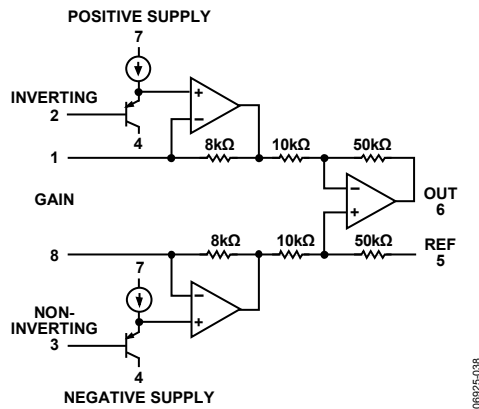 POSITIVE SUPPLY
7
INVERTING
2
+
4
−
8kΩ
10kΩ
50kΩ
1
−
+
OUT
6
GAIN
8kΩ
10kΩ
50kΩ
REF
5
8
7
−
NON-
INVERTING
3
+
4
NEGATIVE SUPPLY
06925-038